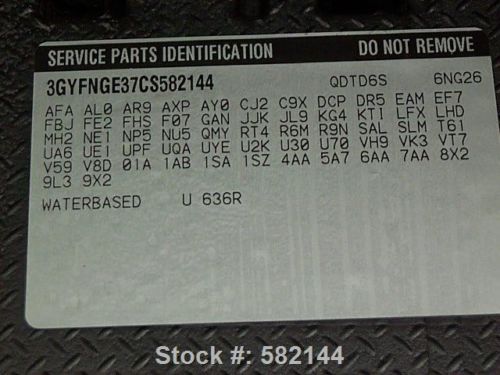 SERVICE PARTS IDENTIFICATION DO NOT REMOVE
3GYFNGE37CS582144 QDTD6S 6NG26
AFA AL0 AR9 AXP AY0 CJ2 C9X DCP DR5 EAM EF7
FBJ FE2 FHS F07 GAN JJK JL9 KG4 KTI LFX LHD
MH2 NE1 NP5 NU5 QMY RT4 R6M R9N SAL SLM T61
UA6 UE1 UPF UQA UYE U2K U30 U70 VH9 VK3 VT7
V59 V8D 01A 1AB 1SA 1SZ 4AA 5A7 6AA 7AA 8X2
9L3 9X2
WATERBASED U 636R
Stock #: 582144